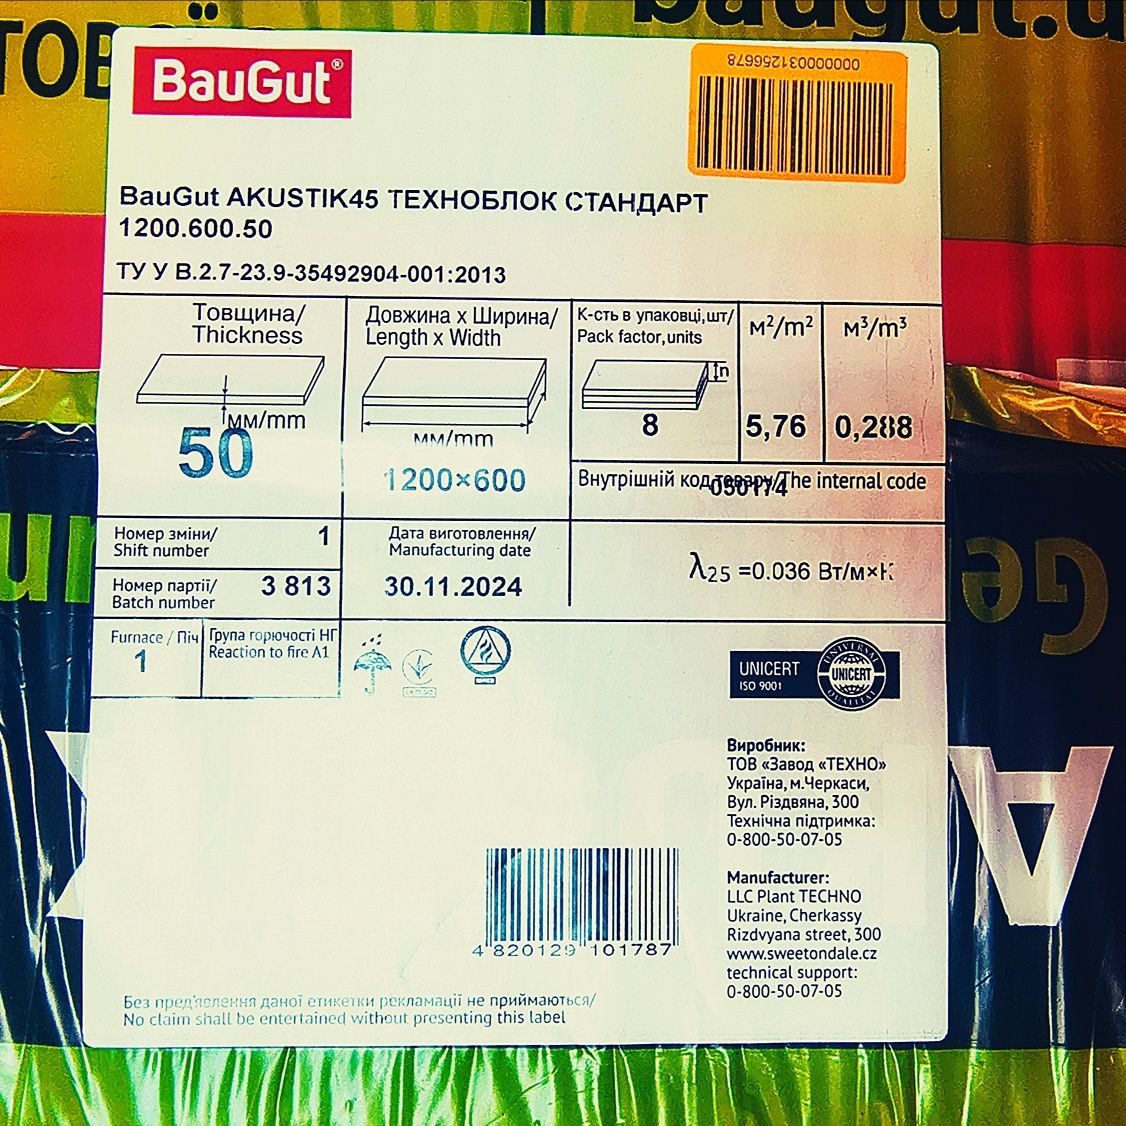 BauGut®
000000000031256678
BauGut AKUSTIK45 ТЕХНОБЛОК СТАНДАРТ
1200.600.50
ТУ У В.2.7-23.9-35492904-001:2013
Товщина/
Thickness
мм/mm
50
Довжина х Ширина/
Length x Width
мм/mm
1200×600
К-сть в упаковці,шт/
Pack factor,units
n
8
м²/m²
5,76
м³/m³
0,288
Внутрішній код товару/The internal code
050174
Номер зміни/
Shift number
1
Дата виготовлення/
Manufacturing date
30.11.2024
λ25 =0.036 Вт/м×К
Номер партії/
Batch number
3 813
Furnace / Піч
1
Група горючості НГ
Reaction to fire A1
UNICERT
ISO 9001
UNIVERSAL
UNICERT
QUALITAT
Виробник:
ТОВ «Завод «ТЕХНО»
Україна, м.Черкаси,
Вул. Різдвяна, 300
Технічна підтримка:
0-800-50-07-05
Manufacturer:
LLC Plant TECHNO
Ukraine, Cherkassy
Rizdvyana street, 300
www.sweetondale.cz
technical support:
0-800-50-07-05
4 820129 101787
Без пред'явлення даної етикетки рекламації не приймаються/
No claim shall be entertained without presenting this label